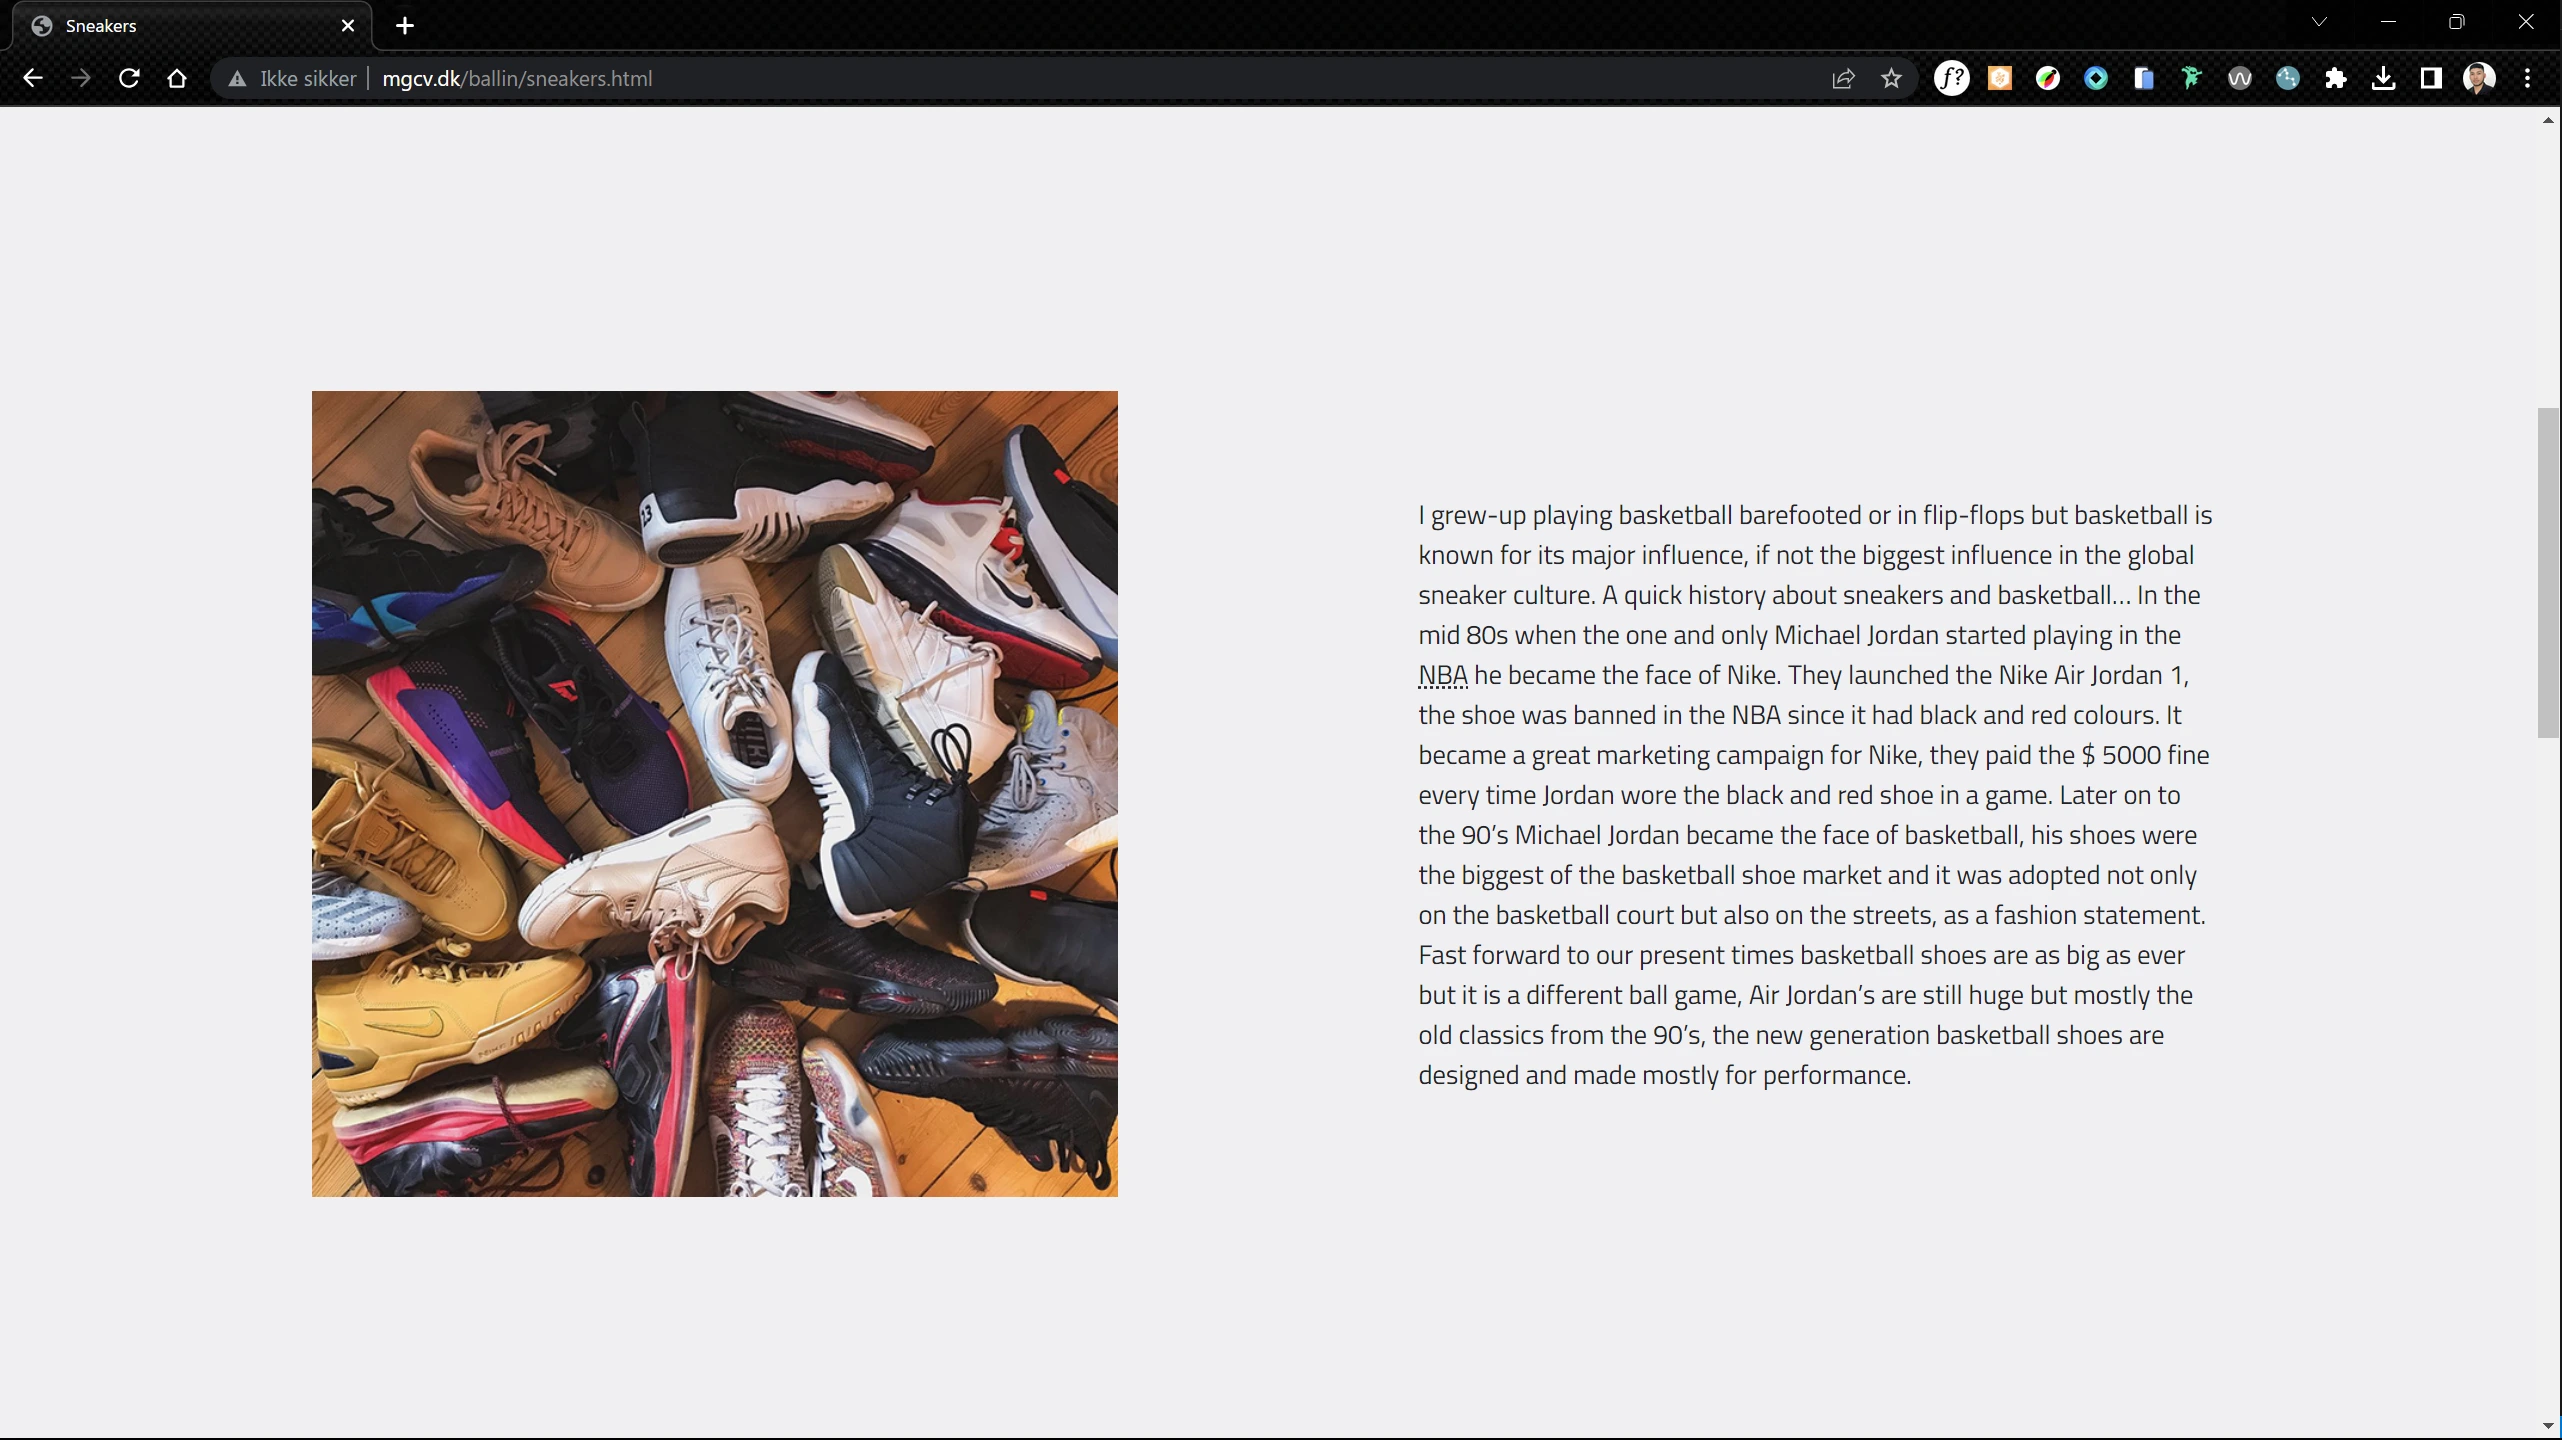 Sneakers
Ikke sikker
mgcv.dk/ballin/sneakers.html
f?
23
I grew-up playing basketball barefooted or in flip-flops but basketball is
known for its major influence, if not the biggest influence in the global
sneaker culture. A quick history about sneakers and basketball... In the
mid 80s when the one and only Michael Jordan started playing in the
NBA he became the face of Nike. They launched the Nike Air Jordan 1,
the shoe was banned in the NBA since it had black and red colours. It
became a great marketing campaign for Nike, they paid the $ 5000 fine
every time Jordan wore the black and red shoe in a game. Later on to
the 90’s Michael Jordan became the face of basketball, his shoes were
the biggest of the basketball shoe market and it was adopted not only
on the basketball court but also on the streets, as a fashion statement.
Fast forward to our present times basketball shoes are as big as ever
but it is a different ball game, Air Jordan’s are still huge but mostly the
old classics from the 90’s, the new generation basketball shoes are
designed and made mostly for performance.